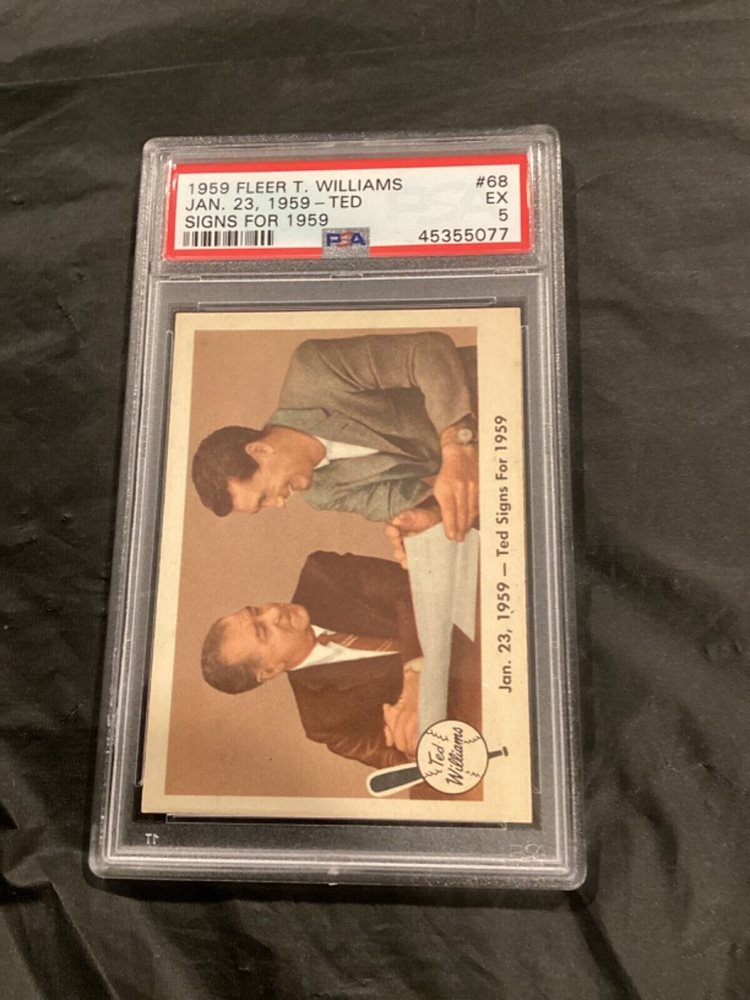 1959 FLEER T. WILLIAMS #68
JAN. 23, 1959 – TED EX
SIGNS FOR 1959 5
PSA 45355077
Jan. 23, 1959 — Ted Signs For 1959
Ted
Williams
PSA